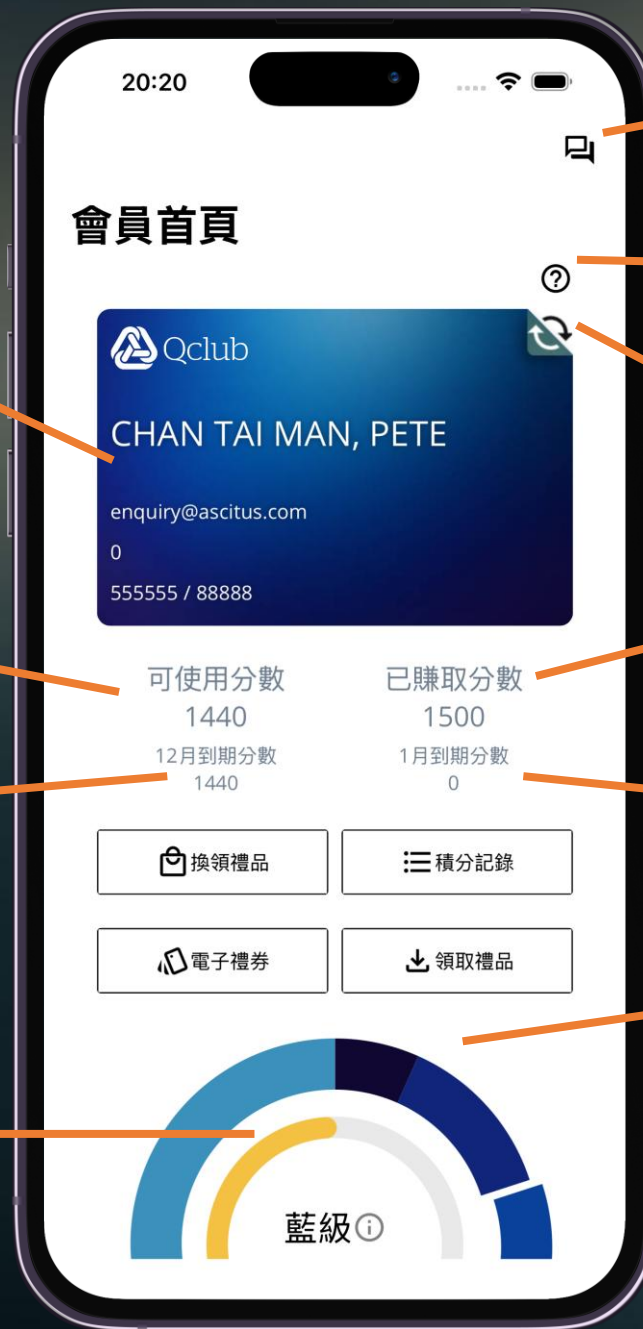 20:20
會員首頁
Qclub
CHAN TAI MAN, PETE
enquiry@ascitus.com
0
555555 / 88888
可使用分數
1440
12月到期分數
1440
已賺取分數
1500
1月到期分數
0
換領禮品
積分記錄
電子禮券
領取禮品
藍級